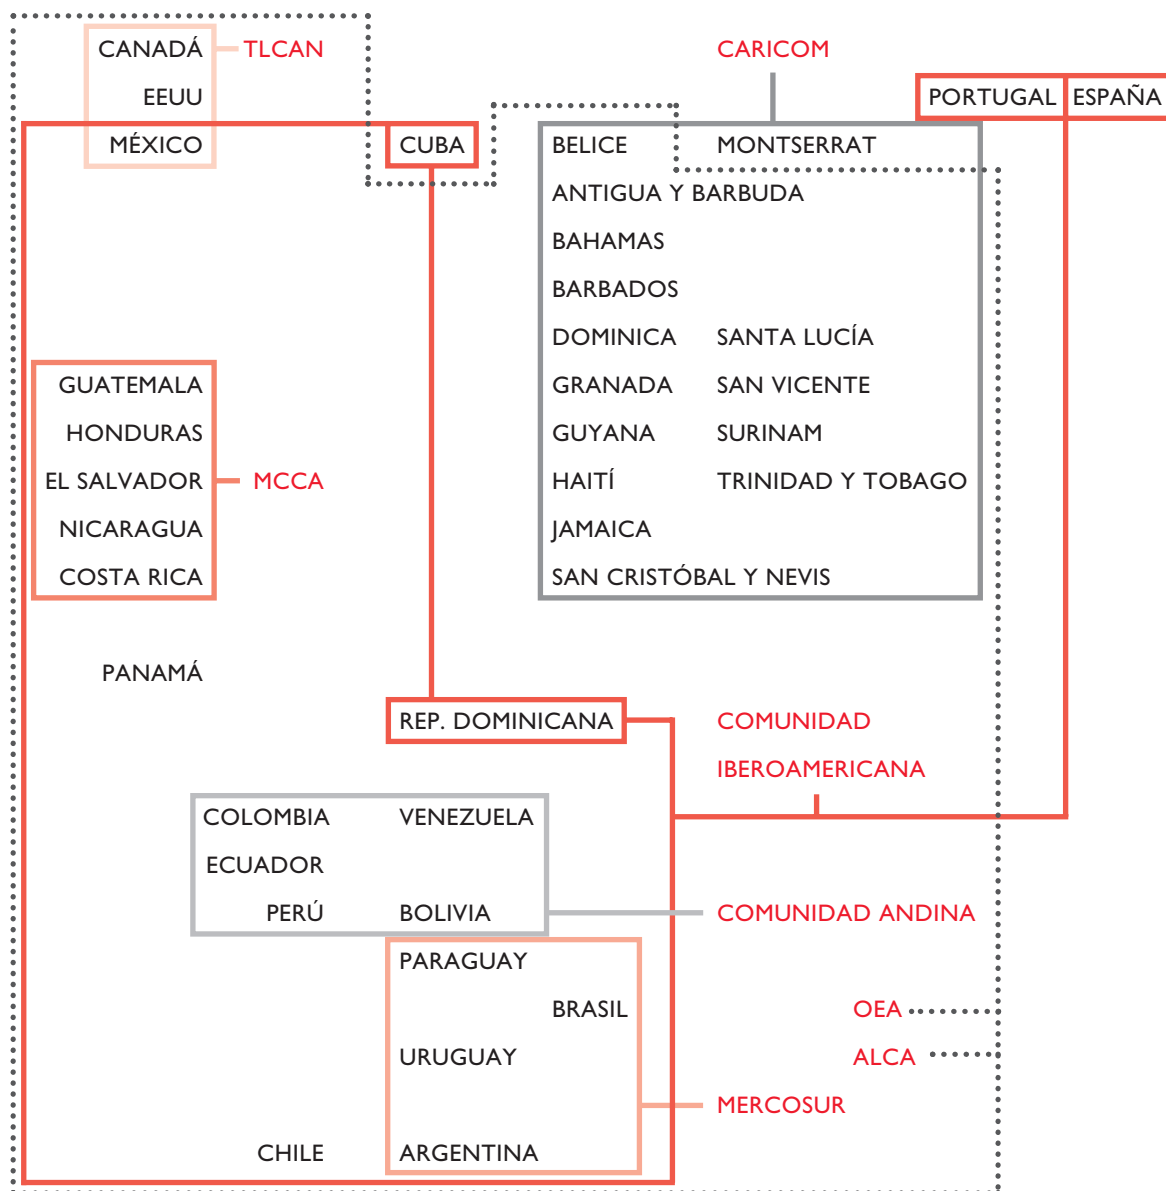 CANADÁ TLCAN CARICOM
EEUU PORTUGAL ESPAÑA
MÉXICO CUBA BELICE MONTSERRAT
ANTIGUA Y BARBUDA
BAHAMAS
BARBADOS
DOMINICA SANTA LUCÍA
GUATEMALA GRANADA SAN VICENTE
HONDURAS GUYANA SURINAM
EL SALVADOR MCCA HAITÍ TRINIDAD Y TOBAGO
NICARAGUA JAMAICA
COSTA RICA SAN CRISTÓBAL Y NEVIS
PANAMÁ
REP. DOMINICANA COMUNIDAD
IBEROAMERICANA
COLOMBIA VENEZUELA
ECUADOR
PERÚ BOLIVIA COMUNIDAD ANDINA
PARAGUAY
BRASIL OEA
URUGUAY ALCA
MERCOSUR
CHILE ARGENTINA